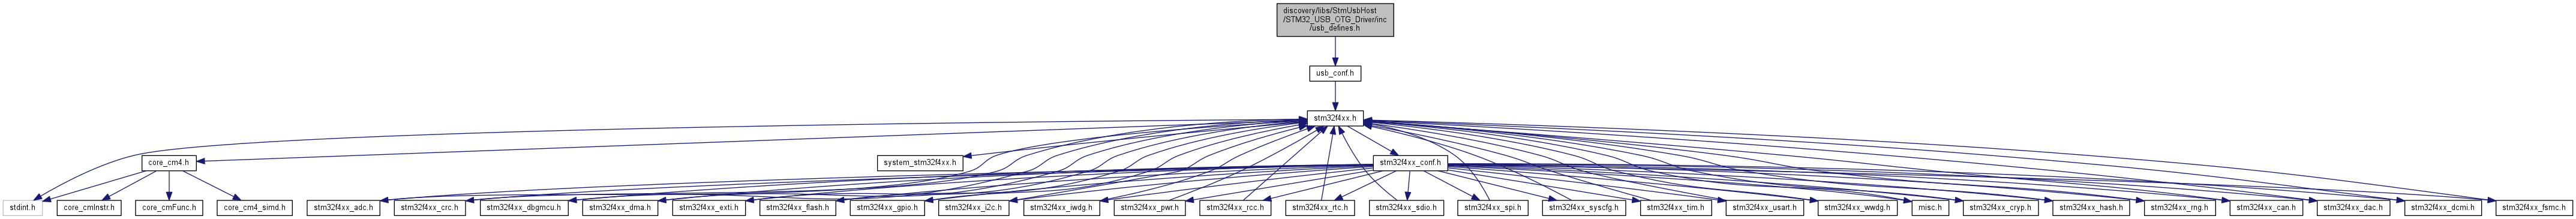 discovery/libs/StmUsbHost
/STM32_USB_OTG_Driver/inc
/usb_defines.h
usb_conf.h
stm32f4xx.h
core_cm4.h
system_stm32f4xx.h
stm32f4xx_conf.h
stdint.h
core_cmInstr.h
core_cmFunc.h
core_cm4_simd.h
stm32f4xx_adc.h
stm32f4xx_crc.h
stm32f4xx_dbgmcu.h
stm32f4xx_dma.h
stm32f4xx_exti.h
stm32f4xx_flash.h
stm32f4xx_gpio.h
stm32f4xx_i2c.h
stm32f4xx_iwdg.h
stm32f4xx_pwr.h
stm32f4xx_rcc.h
stm32f4xx_rtc.h
stm32f4xx_sdio.h
stm32f4xx_spi.h
stm32f4xx_syscfg.h
stm32f4xx_tim.h
stm32f4xx_usart.h
stm32f4xx_wwdg.h
misc.h
stm32f4xx_cryp.h
stm32f4xx_hash.h
stm32f4xx_rng.h
stm32f4xx_can.h
stm32f4xx_dac.h
stm32f4xx_dcmi.h
stm32f4xx_fsmc.h